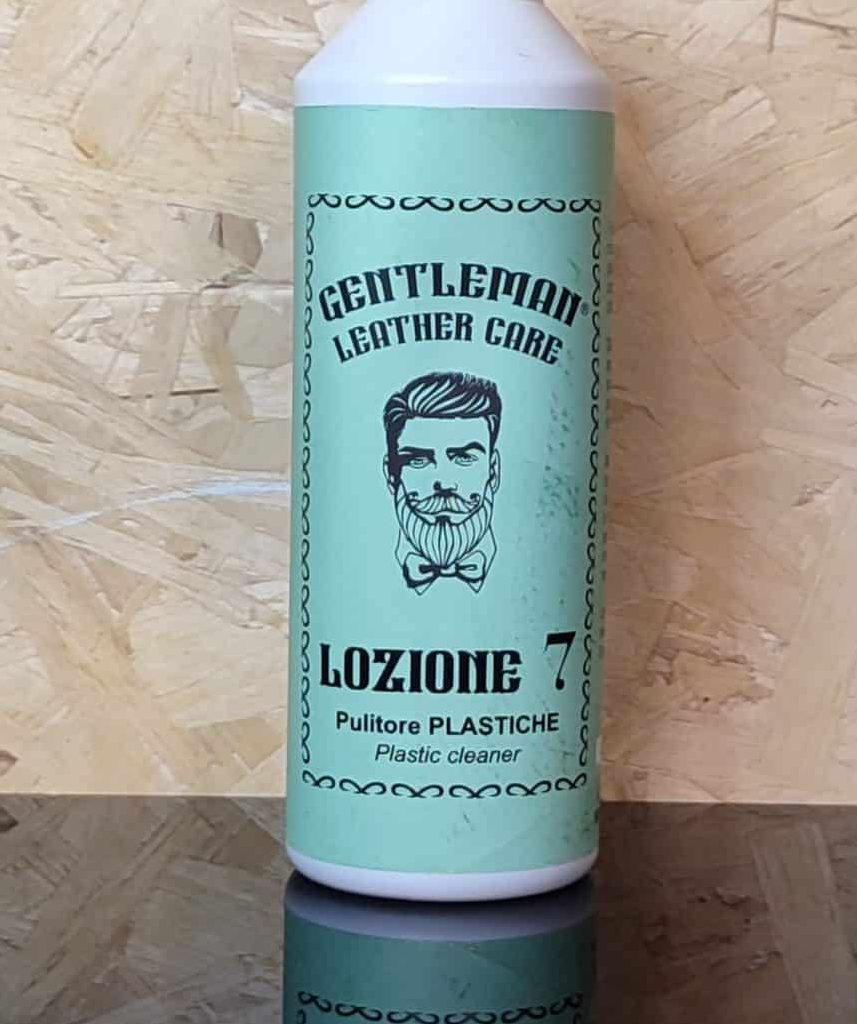 GENTLEMAN®
LEATHER CARE
LOZIONE 7
Pulitore PLASTICHE
Plastic cleaner